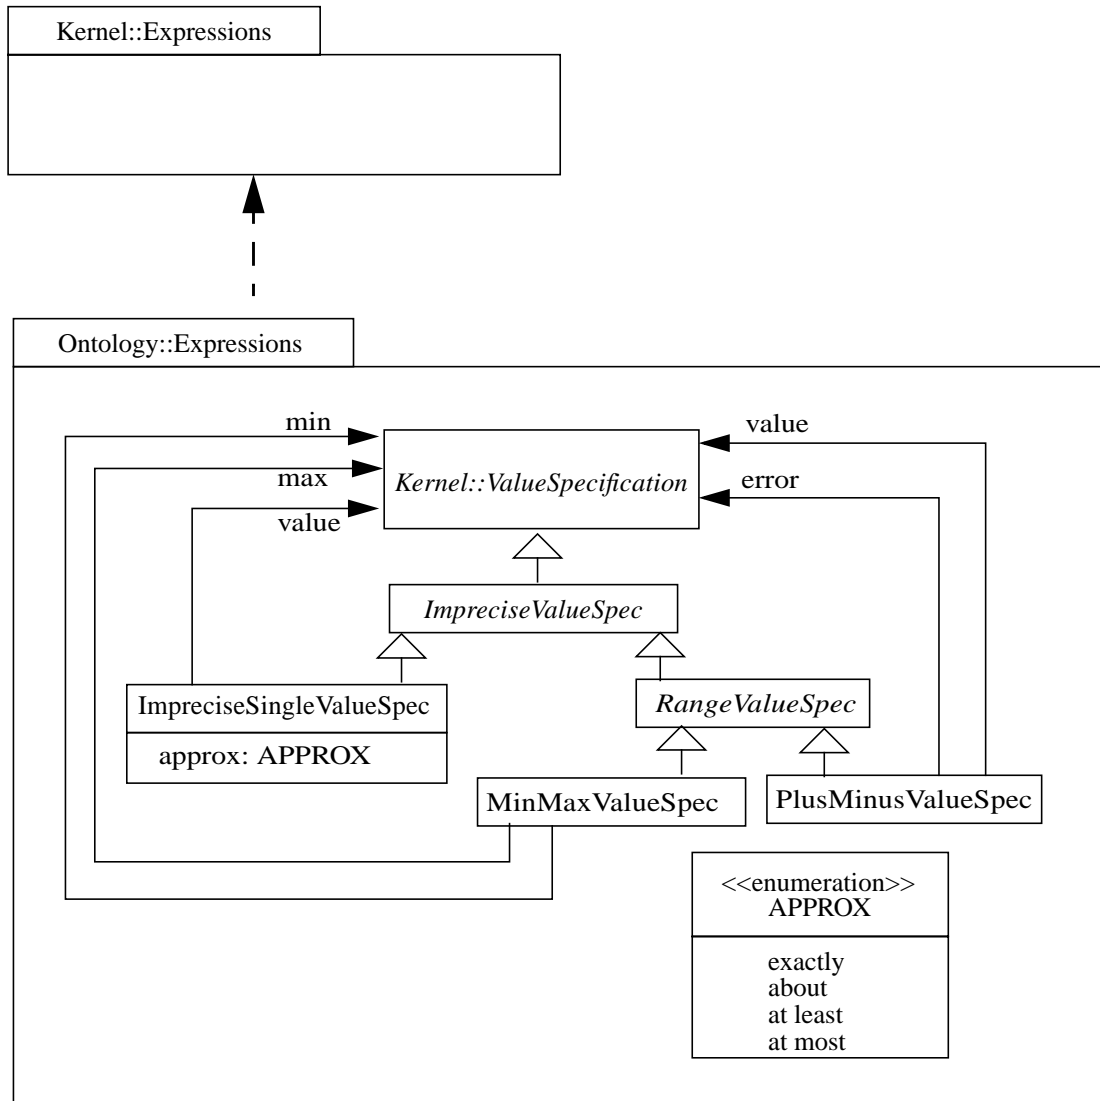 Kernel::Expressions
Ontology::Expressions
min
value
Kernel::ValueSpecification
max
error
value
ImpreciseValueSpec
ImpreciseSingleValueSpec
RangeValueSpec
approx: APPROX
MinMaxValueSpec
PlusMinusValueSpec
<<enumeration>>
APPROX
exactly
about
at least
at most